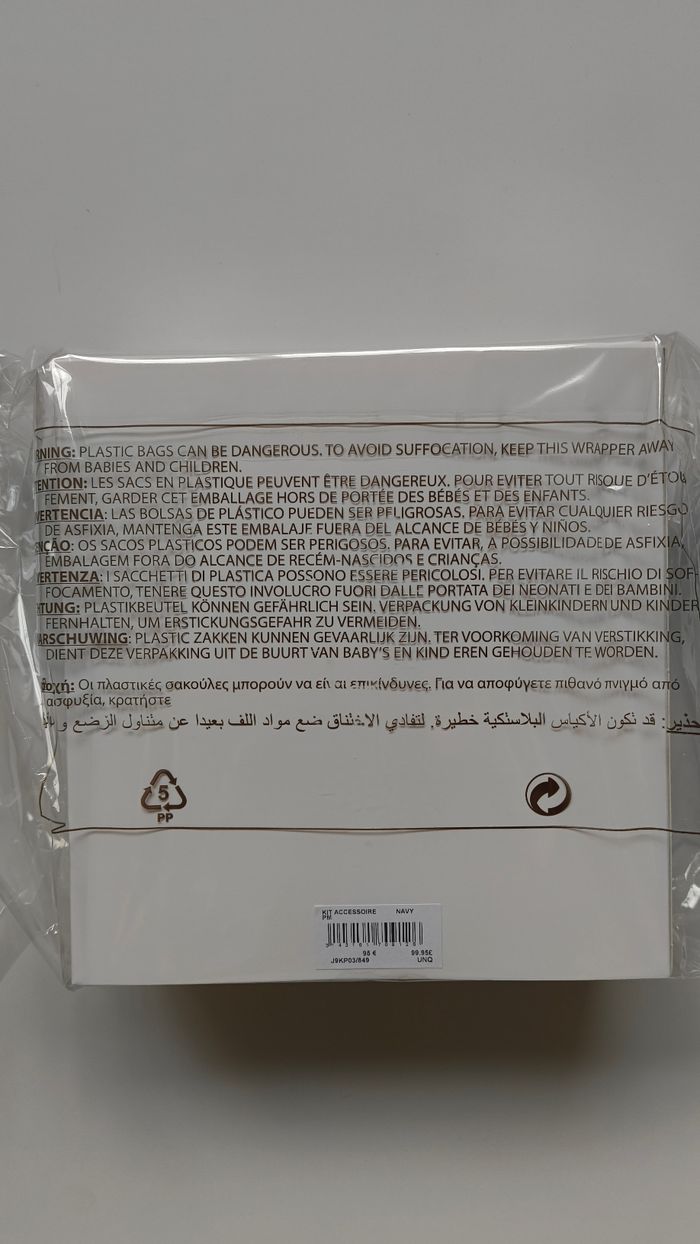 RNING: PLASTIC BAGS CAN BE DANGEROUS. TO AVOID SUFFOCATION, KEEP THIS WRAPPER AWAY
FROM BABIES AND CHILDREN.
TENTION: LES SACS EN PLASTIQUE PEUVENT ÊTRE DANGEREUX. POUR EVITER TOUT RISQUE D'ÉTOU
FEMENT, GARDER CET EMBALLAGE HORS DE PORTÉE DES BÉBÉS ET DES ENFANTS.
VERTENCIA: LAS BOLSAS DE PLÁSTICO PUEDEN SER PELIGROSAS. PARA EVITAR CUALQUIER RIESGO
DE ASFIXIA, MANTENGA ESTE EMBALAJE FUERA DEL ALCANCE DE BEBÉS Y NIÑOS.
ENÇÃO: OS SACOS PLASTICOS PODEM SER PERIGOSOS. PARA EVITAR, A POSSIBILIDADE DE ASFIXIA,
EMBALAGEM FORA DO ALCANCE DE RECÉM-NASCIDOS E CRIANÇAS.
VERTENZA: I SACCHETTI DI PLASTICA POSSONO ESSERE PERICOLOSI. PER EVITARE IL RISCHIO DI SOF-
FOCAMENTO, TENERE QUESTO INVOLUCRO FUORI DALLE PORTATA DEI NEONATI E DEI BAMBINI.
HTUNG: PLASTIKBEUTEL KÖNNEN GEFÄHRLICH SEIN. VERPACKUNG VON KLEINKINDERN UND KINDER
FERNHALTEN, UM ERSTICKUNGSGEFAHR ZU VERMEIDEN.
ARSCHUWING: PLASTIC ZAKKEN KUNNEN GEVAARLIJK ZIJN. TER VOORKOMING VAN VERSTIKKING,
DIENT DEZE VERPAKKING UIT DE BUURT VAN BABY'S EN KIND EREN GEHOUDEN TE WORDEN.
οχή: Οι πλαστικές σακούλες μπορούν να είναι επικίνδυνες. Για να αποφύγετε πιθανό πνιγμό από
ασφυξία, κρατήστε
حذير: قد تكون الأكياس البلاستكية خطيرة, لتفادي الاختناق ضع مواد اللف بعيدا عن متناول الرضع و
5
PP
KIT ACCESSOIRE NAVY
PM
95 € 99.95€
J9KP03/849 UNQ